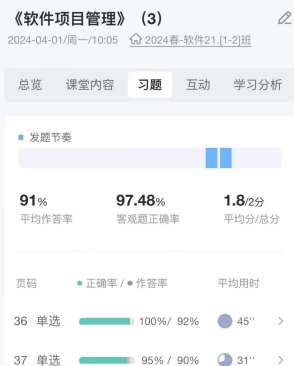 《软件项目管理》（3）
2024-04-01/周一/10:05 2024春-软件21.[1-2]班
总览 课堂内容 习题 互动 学习分析
发题节奏
91% 97.48% 1.8/2分
平均作答率 客观题正确率 平均分/总分
页码 正确率 / 作答率 平均用时
36 单选 100%/ 92% 45''
37 单选 95% / 90% 31''